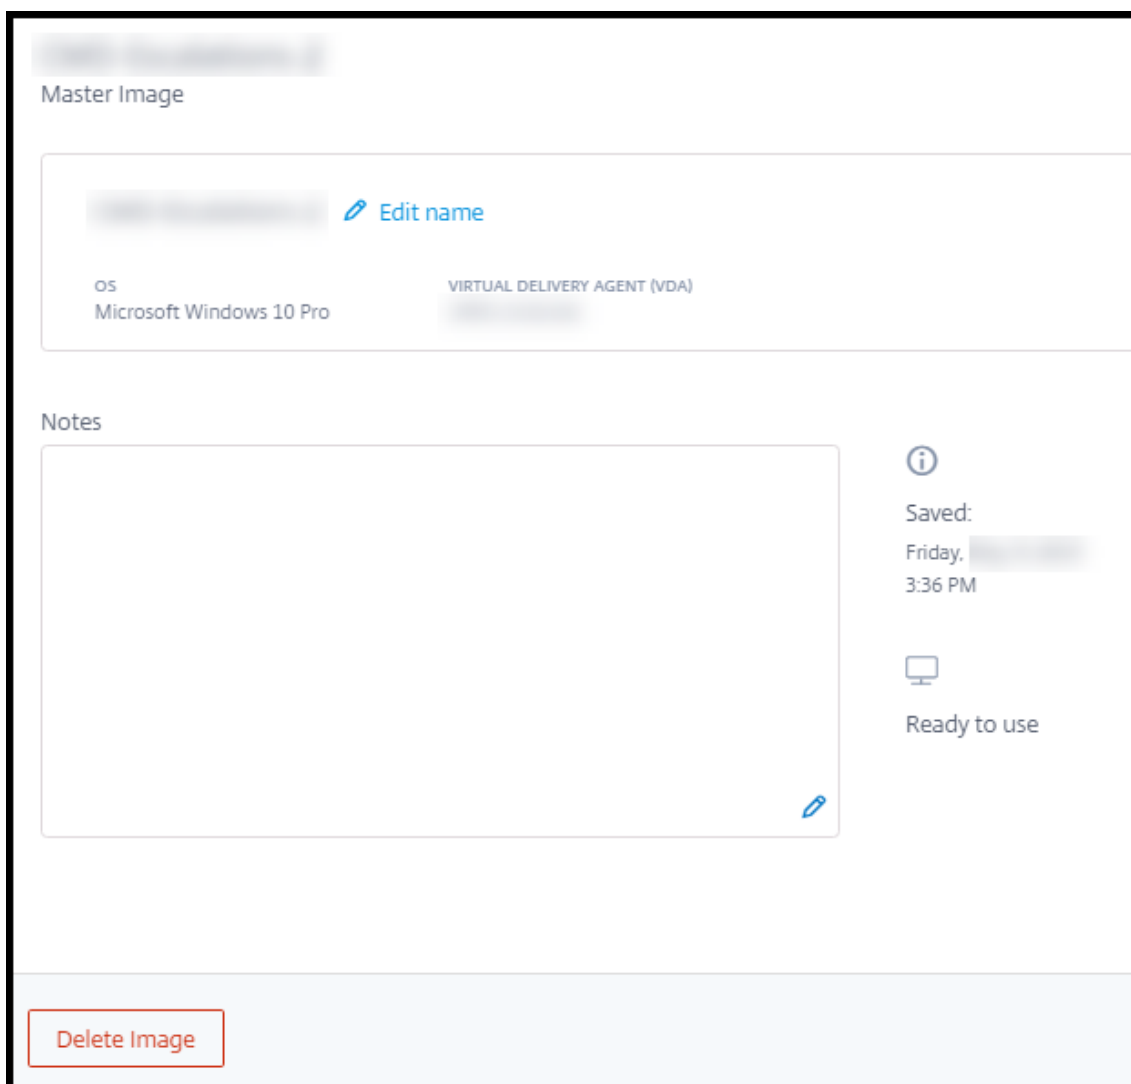 Master Image
Edit name
OS
VIRTUAL DELIVERY AGENT (VDA)
Microsoft Windows 10 Pro
Notes
Saved:
Friday,
3:36 PM
Ready to use
Delete Image